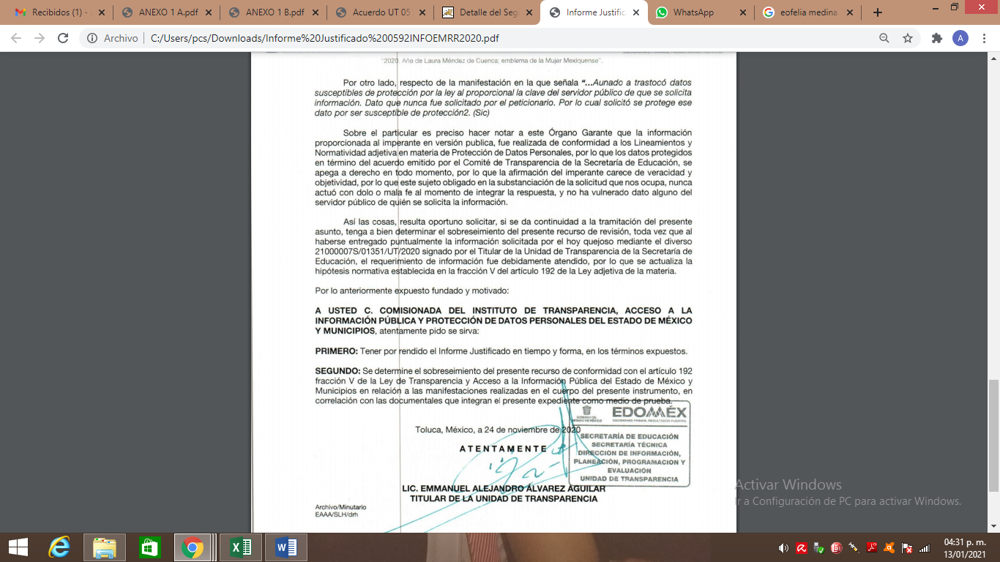 Recibidos (1) -
ANEXO 1 A.pdf
ANEXO 1 B.pdf
Acuerdo UT 05
Detalle del Seg
Informe Justific
WhatsApp
eofelia medina
Archivo
C:/Users/pcs/Downloads/Informe%20Justificado%200592INFOEMRR2020.pdf
A
"2020. Año de Laura Méndez de Cuenca; emblema de la Mujer Mexiquense".
Por otro lado, respecto de la manifestación en la que señala "...Aunado a trastocó datos
susceptibles de protección por la ley al proporcional la clave del servidor público de que se solicita
información. Dato que nunca fue solicitado por el peticionario. Por lo cual solicitó se protege ese
dato por ser susceptible de protección2. (Sic)
Sobre el particular es preciso hacer notar a este Órgano Garante que la información
proporcionada al imperante en versión publica, fue realizada de conformidad a los Lineamientos y
Normatividad adjetiva en materia de Protección de Datos Personales, por lo que los datos protegidos
en término del acuerdo emitido por el Comité de Transparencia de la Secretaría de Educación, se
apega a derecho en todo momento, por lo que la afirmación del imperante carece de veracidad y
objetividad, por lo que este sujeto obligado en la substanciación de la solicitud que nos ocupa, nunca
actuó con dolo o mala fe al momento de integrar la respuesta, y no ha vulnerado dato alguno del
servidor público de quién se solicita la información.
Así las cosas, resulta oportuno solicitar, si se da continuidad a la tramitación del presente
asunto, tenga a bien determinar el sobreseimiento del presente recurso de revisión, toda vez que al
haberse entregado puntualmente la información solicitada por el hoy quejoso mediante el diverso
21000007S/01351/UT/2020 signado por el Titular de la Unidad de Transparencia de la Secretaría de
Educación, el requerimiento de información fue debidamente atendido, por lo que se actualiza la
hipótesis normativa establecida en la fracción V del artículo 192 de la Ley adjetiva de la materia.
Por lo anteriormente expuesto fundado y motivado:
A USTED C. COMISIONADA DEL INSTITUTO DE TRANSPARENCIA, ACCESO A LA
INFORMACIÓN PÚBLICA Y PROTECCIÓN DE DATOS PERSONALES DEL ESTADO DE MÉXICO
Y MUNICIPIOS, atentamente pido se sirva:
PRIMERO: Tener por rendido el Informe Justificado en tiempo y forma, en los términos expuestos.
SEGUNDO: Se determine el sobreseimiento del presente recurso de conformidad con el artículo 192
fracción V de la Ley de Transparencia y Acceso a la Información Pública del Estado de México y
Municipios en relación a las manifestaciones realizadas en el cuerpo del presente instrumento, en
correlación con las documentales que integran el presente expediente como medio de prueba.
GOBIERNO DEL
ESTADO DE MÉXICO
EDOMÉX
DECISIONES FIRMES, RESULTADOS FUERTES.
Toluca, México, a 24 de noviembre de 2020
SECRETARÍA DE EDUCACIÓN
SECRETARÍA TÉCNICA
DIRECCIÓN DE INFORMACIÓN,
PLANEACIÓN, PROGRAMACION Y
EVALUACIÓN
UNIDAD DE TRANSPARENCIA
ATENTAMENTE
LIC. EMMANUEL ALEJANDRO ÁLVAREZ AGUILAR
TITULAR DE LA UNIDAD DE TRANSPARENCIA
Archivo/Minutario
EAAA/SLH/drh
Activar Windows
Ir a Configuración de PC para activar Windows.
04:31 p. m.
13/01/2021